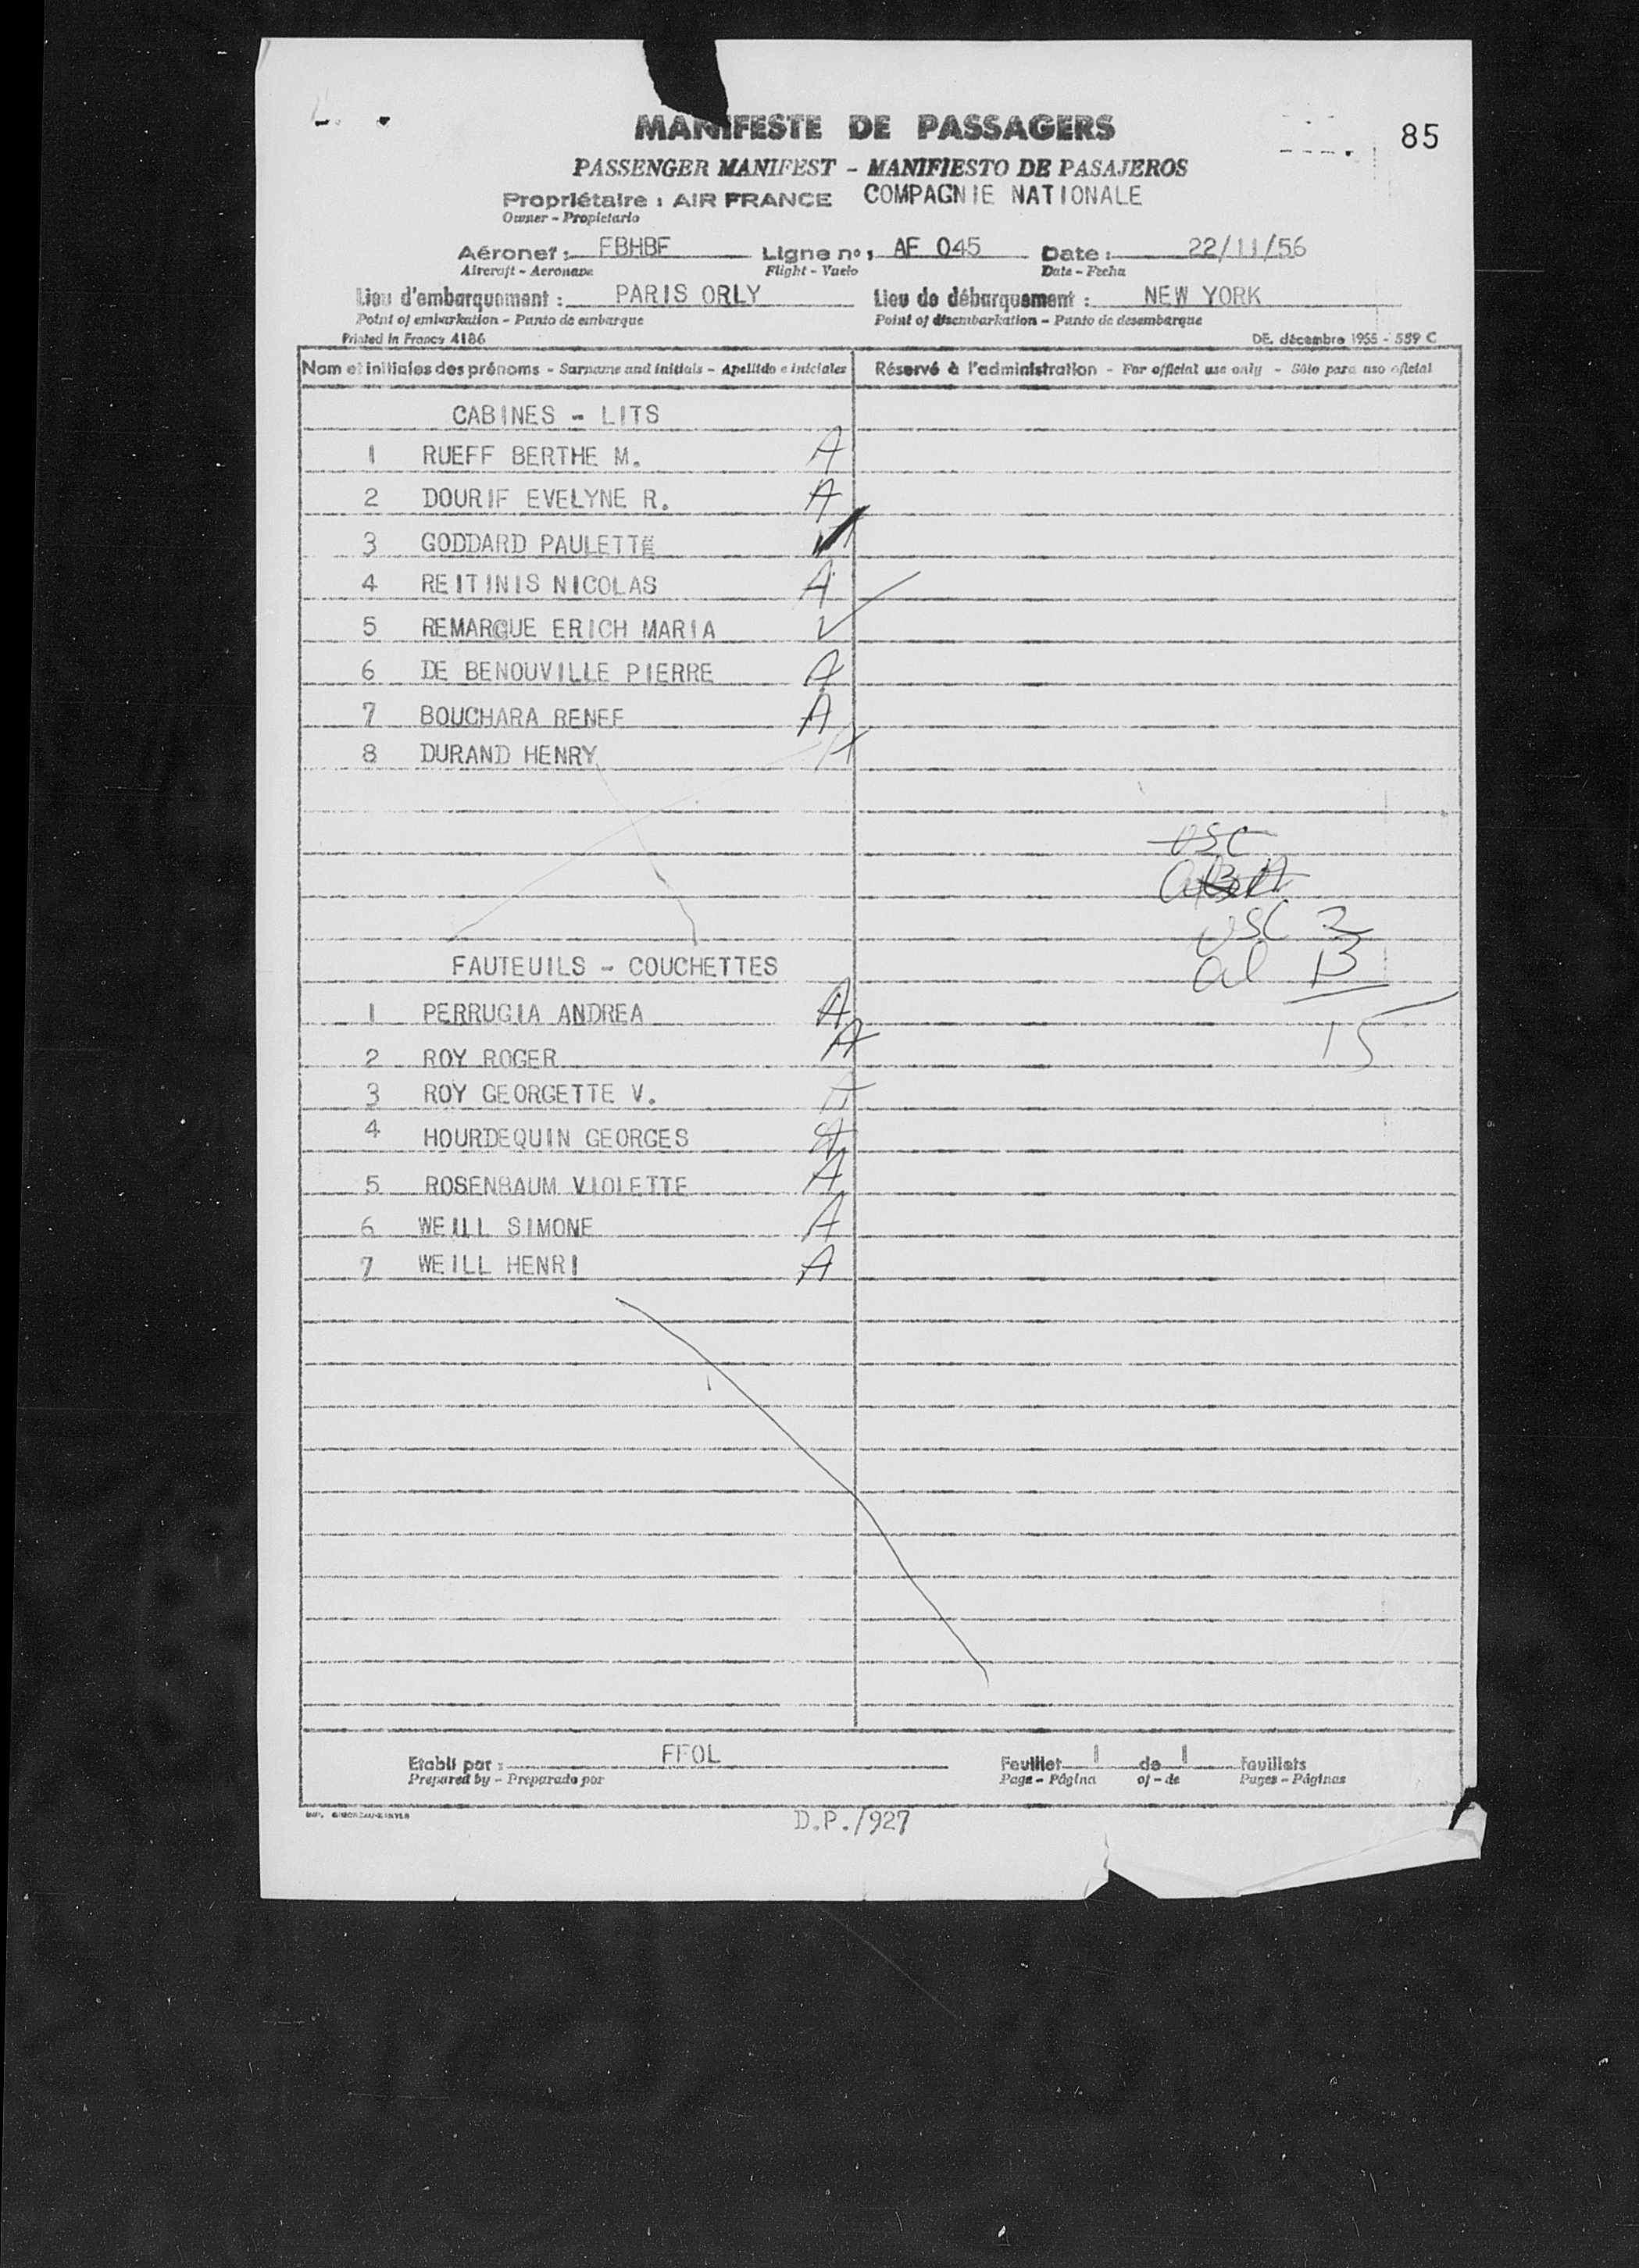 85
MANIFESTE DE PASSAGERS
PASSENGER MANIFEST - MANIFIESTO DE PASAJEROS
Propriétaire : AIR FRANCE COMPAGNIE NATIONALE
Owner - Propietario
Aéronef : FBHBF Ligne nº : AF 045 Date : 22/11/56
Aircraft - Aeronave Flight - Vuelo Date - Fecha
Lieu d'embarquement : PARIS ORLY Lieu de débarquement : NEW YORK
Point of embarkation - Punto de embarque Point of disembarkation - Punto de desembarque
Printed in France 4186 DE. décembre 1955 - 559 C
Nom et initiales des prénoms - Surname and initials - Apellido e iniciales Réservé à l'administration - For official use only - Sólo para uso oficial
CABINES - LITS
1 RUEFF BERTHE M. A
2 DOURIF EVELYNE R. A
3 GODDARD PAULETTE
4 REITINIS NICOLAS A
5 REMARQUE ERICH MARIA ✓
6 DE BENOUVILLE PIERRE A
7 BOUCHARA RENEE A
8 DURAND HENRY A
USC
USC 2
FAUTEUILS - COUCHETTES
al 13
1 PERRUGIA ANDREA A
15
2 ROY ROGER A
3 ROY GEORGETTE V. A
4 HOURDEQUIN GEORGES A
5 ROSENBAUM VIOLETTE A
6 WEILL SIMONE A
7 WEILL HENRI A
Etabli par : FFOL Feuillet 1 de 1 feuillets
Prepared by - Preparado por Page - Página of - de Pages - Páginas
D.P./927